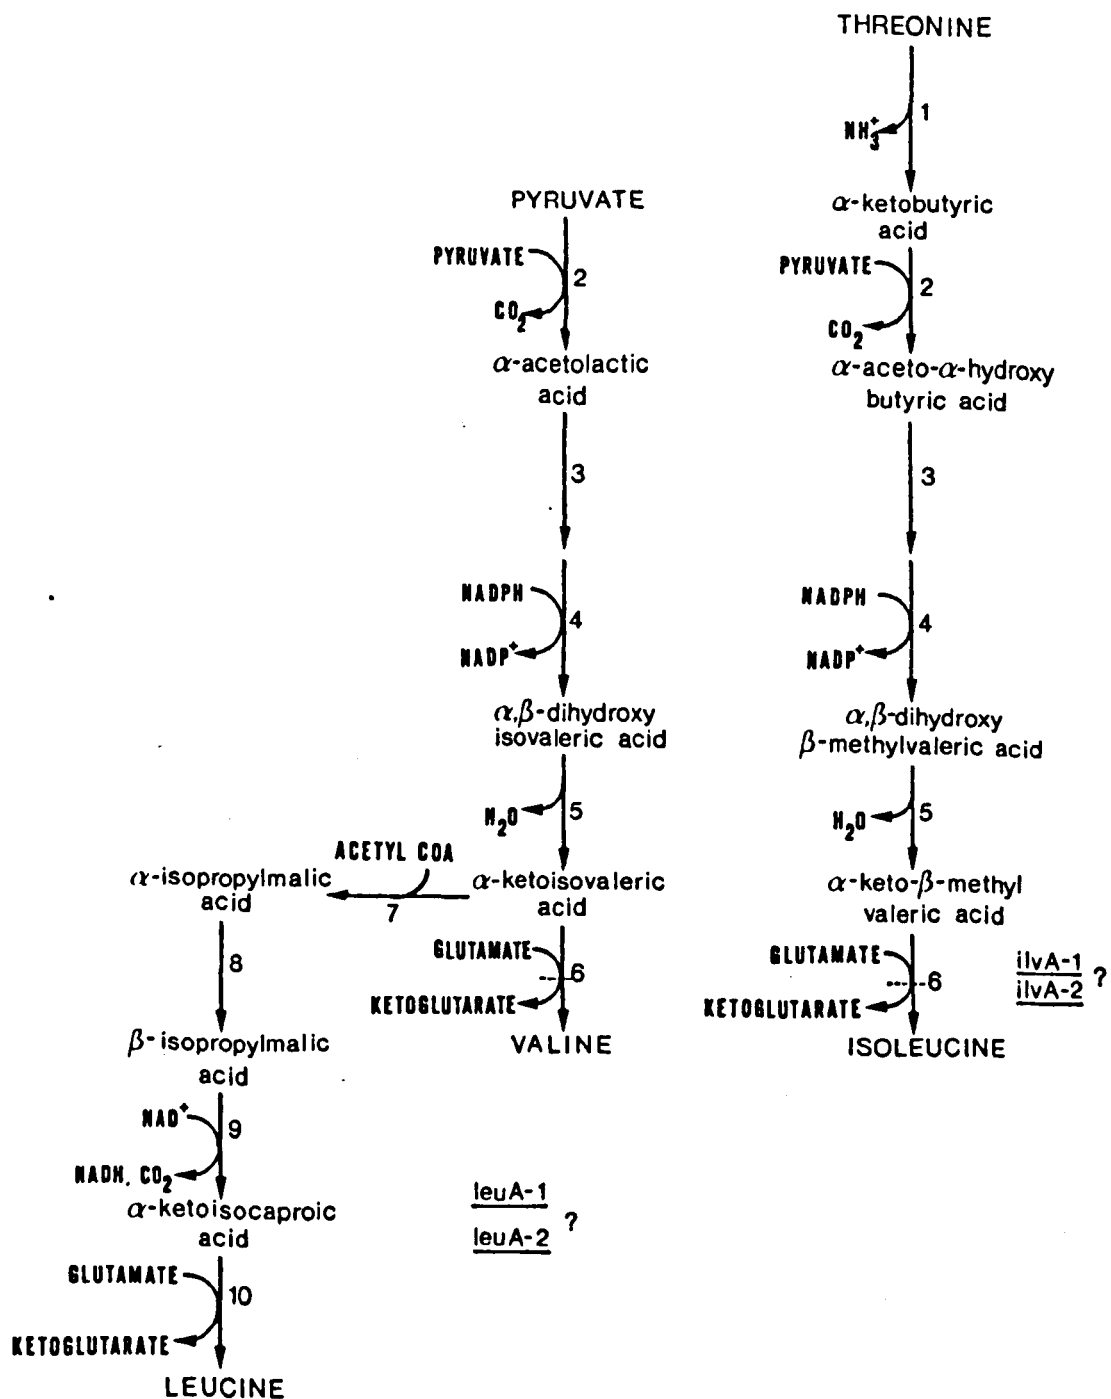 THREONINE
1
NH3+
α-ketobutyric
acid
PYRUVATE
2
CO2
α-aceto-α-hydroxy
butyric acid
3
NADPH
4
NADP+
α,β-dihydroxy
β-methylvaleric acid
5
H2O
α-keto-β-methyl
valeric acid
GLUTAMATE
6
KETOGLUTARATE
ISOLEUCINE
ilvA-1
ilvA-2
?
PYRUVATE
PYRUVATE
2
CO2
α-acetolactic
acid
3
NADPH
4
NADP+
α,β-dihydroxy
isovaleric acid
5
H2O
α-ketoisovaleric
acid
GLUTAMATE
6
KETOGLUTARATE
VALINE
ACETYL COA
7
α-isopropylmalic
acid
8
β-isopropylmalic
acid
NAD+
9
NADH, CO2
α-ketoisocaproic
acid
GLUTAMATE
10
KETOGLUTARATE
LEUCINE
leuA-1
leuA-2
?